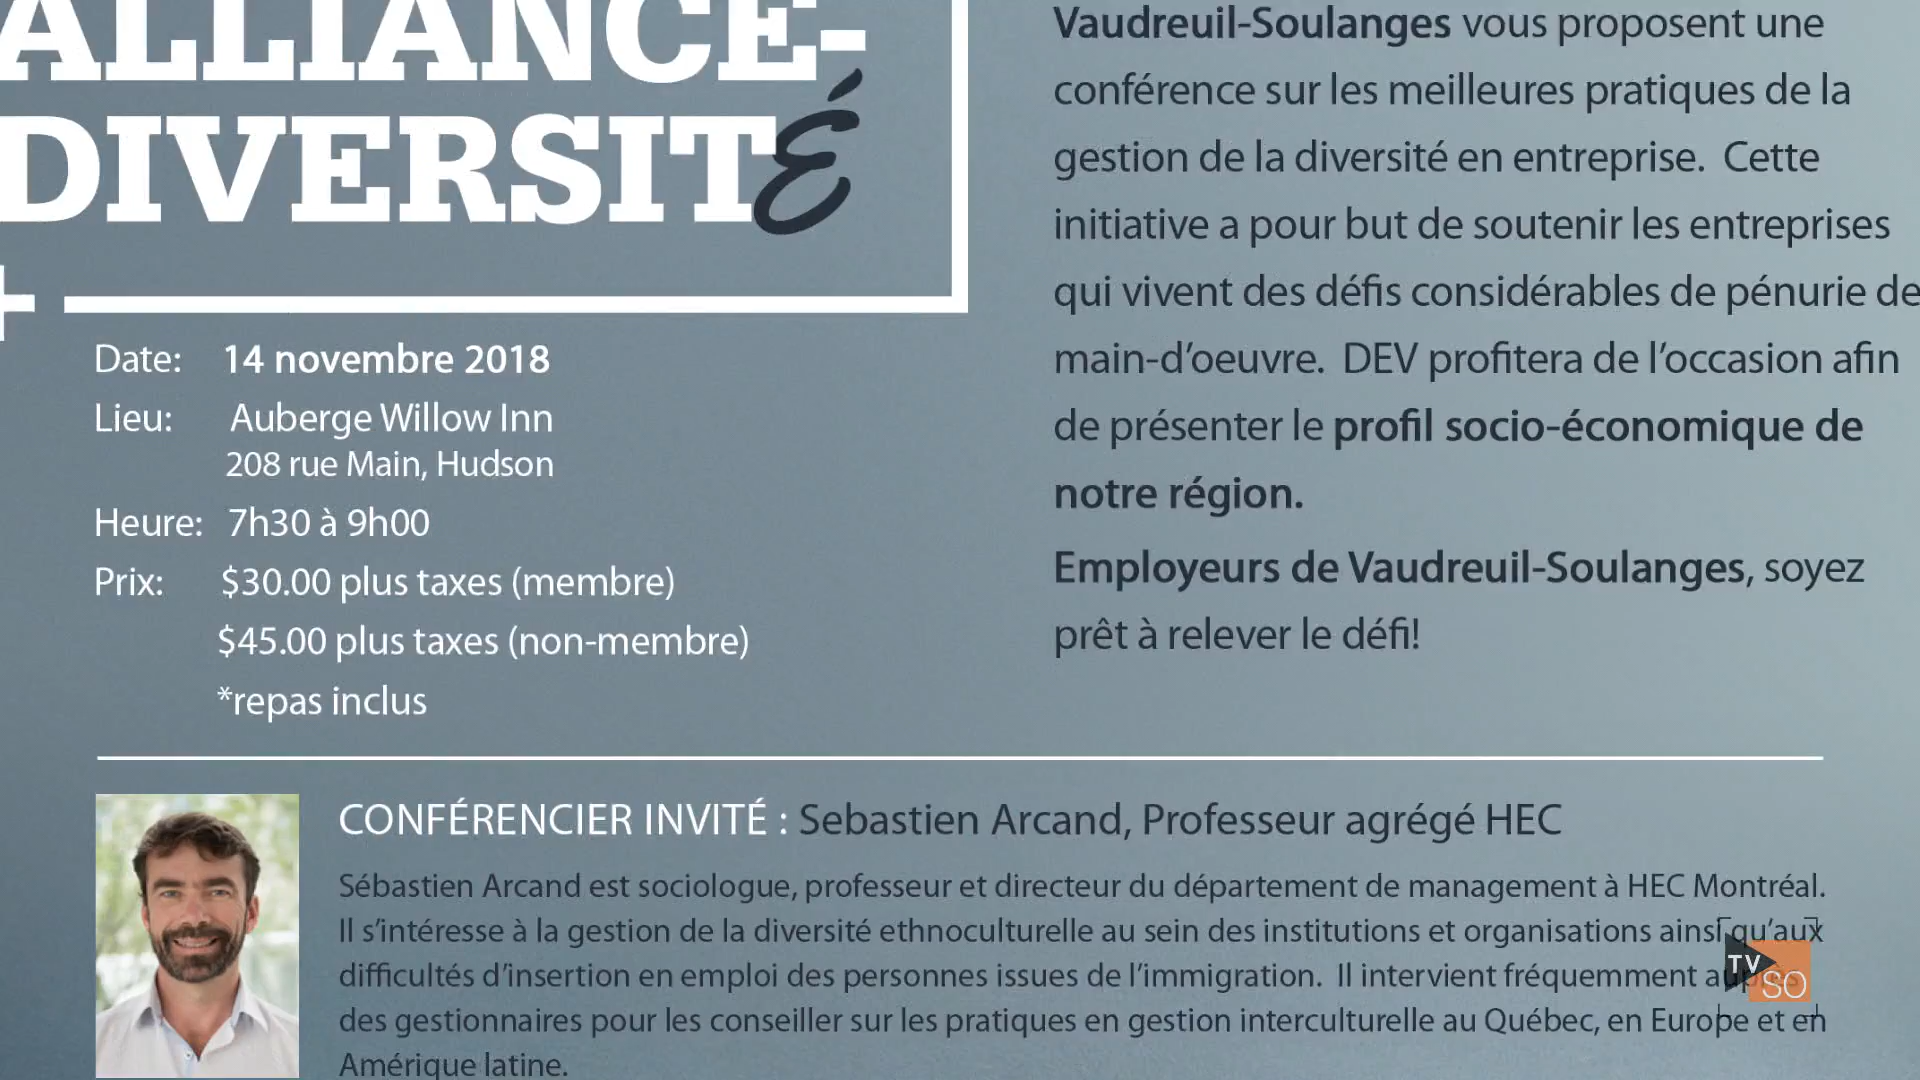 ALLIANCE-
DIVERSITÉ
Date: 14 novembre 2018
Lieu: Auberge Willow Inn
208 rue Main, Hudson
Heure: 7h30 à 9h00
Prix: $30.00 plus taxes (membre)
$45.00 plus taxes (non-membre)
*repas inclus
Vaudreuil-Soulanges vous proposent une
conférence sur les meilleures pratiques de la
gestion de la diversité en entreprise. Cette
initiative a pour but de soutenir les entreprises
qui vivent des défis considérables de pénurie de
main-d’oeuvre. DEV profitera de l’occasion afin
de présenter le profil socio-économique de
notre région.
Employeurs de Vaudreuil-Soulanges, soyez
prêt à relever le défi!
CONFÉRENCIER INVITÉ : Sebastien Arcand, Professeur agrégé HEC
Sébastien Arcand est sociologue, professeur et directeur du département de management à HEC Montréal.
Il s’intéresse à la gestion de la diversité ethnoculturelle au sein des institutions et organisations ainsi qu’aux
difficultés d’insertion en emploi des personnes issues de l’immigration. Il intervient fréquemment
des gestionnaires pour les conseiller sur les pratiques en gestion interculturelle au Québec, en Europe et en
Amérique latine.
TV
SO